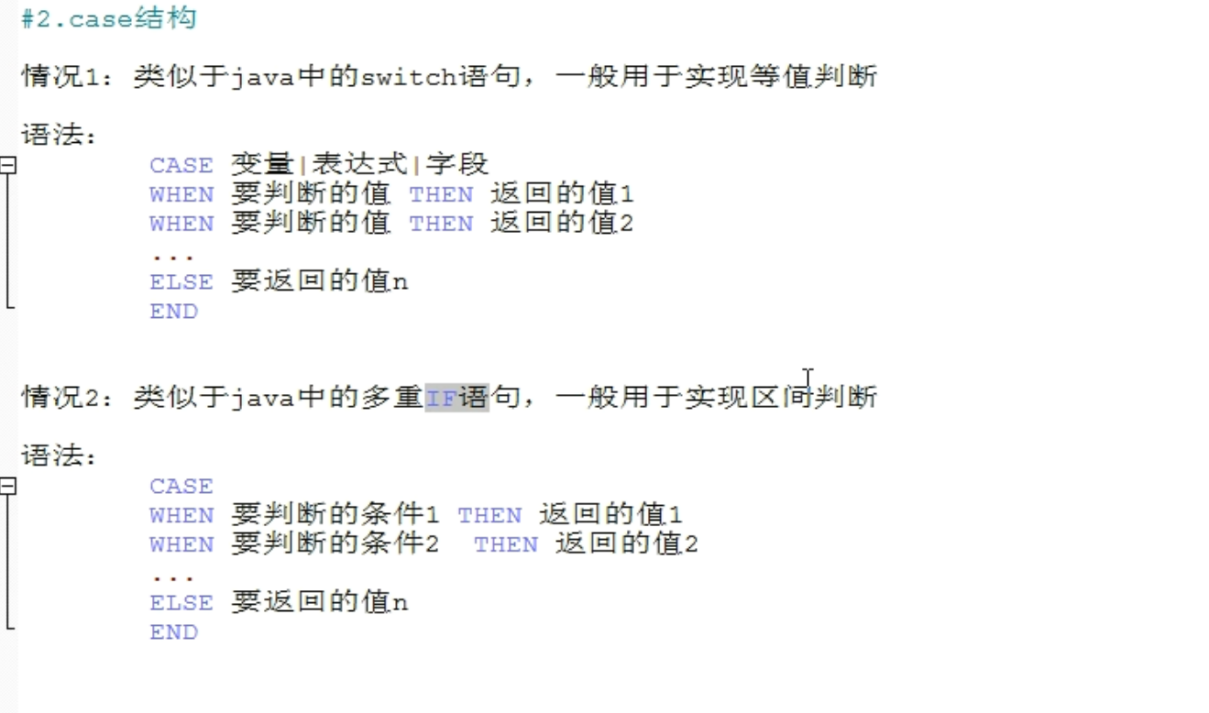 #2.case结构
情况1：类似于java中的switch语句，一般用于实现等值判断
语法：
CASE 变量|表达式|字段
WHEN 要判断的值 THEN 返回的值1
WHEN 要判断的值 THEN 返回的值2
...
ELSE 要返回的值n
END
情况2：类似于java中的多重IF语句，一般用于实现区间判断
语法：
CASE
WHEN 要判断的条件1 THEN 返回的值1
WHEN 要判断的条件2  THEN 返回的值2
...
ELSE 要返回的值n
END